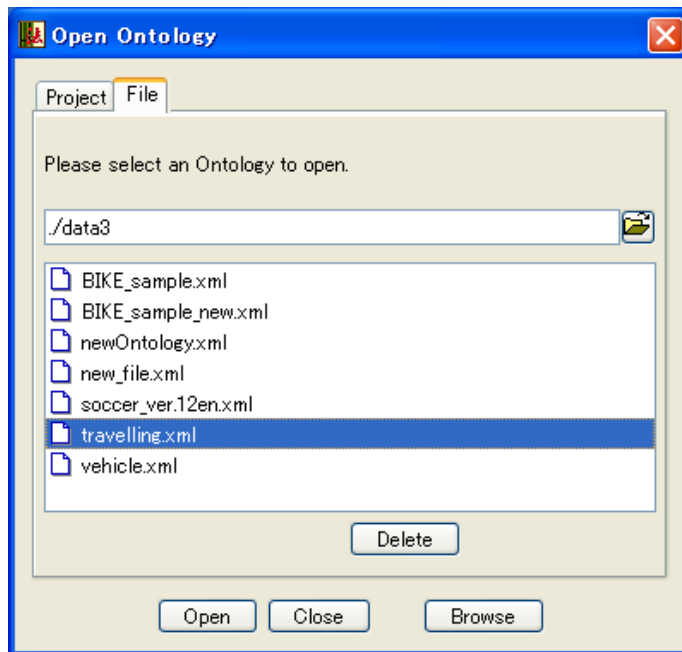 Open Ontology
Project File
Please select an Ontology to open.
./data3
BIKE_sample.xml
BIKE_sample_new.xml
newOntology.xml
new_file.xml
soccer_ver.12en.xml
travelling.xml
vehicle.xml
Delete
Open Close Browse